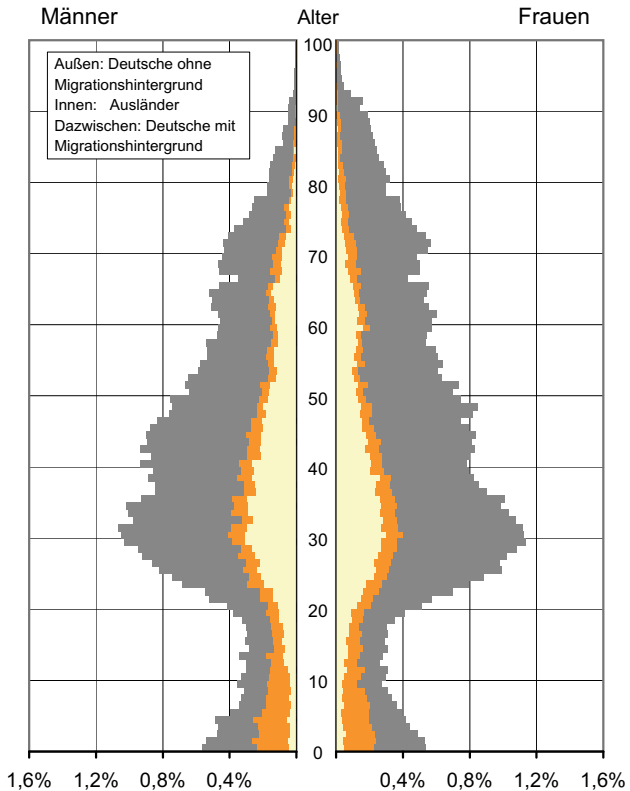 Männer Alter Frauen
Außen: Deutsche ohne
Migrationshintergrund
Innen: Ausländer
Dazwischen: Deutsche mit
Migrationshintergrund
100
90
80
70
60
50
40
30
20
10
0
1,6% 1,2% 0,8% 0,4% 0,4% 0,8% 1,2% 1,6%